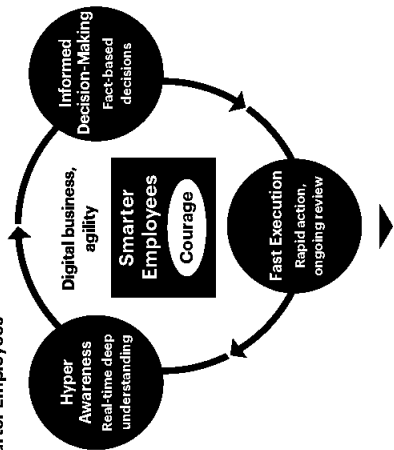 Employees
Hyper
Awareness
Real-time deep
understanding
Digital business,
agility
Smarter
Employees
Courage
Informed
Decision-Making
Fact-based
decisions
Fast Execution
Rapid action,
ongoing review